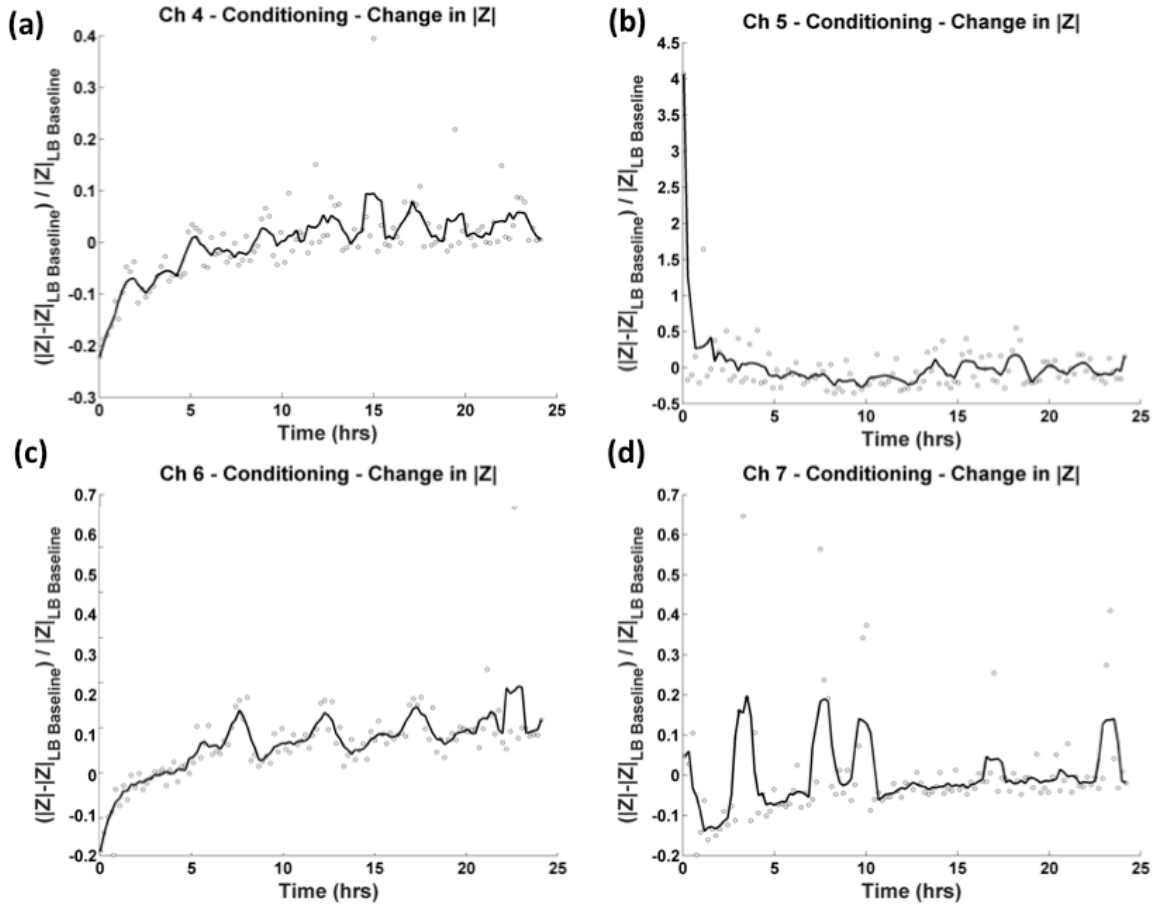 (a)
Ch 4 - Conditioning - Change in |Z|
(|Z|-|Z|LB Baseline) / |Z|LB Baseline
0.4
0.3
0.2
0.1
0
-0.1
-0.2
-0.3
0 5 10 15 20 25
Time (hrs)
(b)
Ch 5 - Conditioning - Change in |Z|
(|Z|-|Z|LB Baseline) / |Z|LB Baseline
4.5
4
3.5
3
2.5
2
1.5
1
0.5
0
-0.5
0 5 10 15 20 25
Time (hrs)
(c)
Ch 6 - Conditioning - Change in |Z|
(|Z|-|Z|LB Baseline) / |Z|LB Baseline
0.7
0.6
0.5
0.4
0.3
0.2
0.1
0
-0.1
-0.2
0 5 10 15 20 25
Time (hrs)
(d)
Ch 7 - Conditioning - Change in |Z|
(|Z|-|Z|LB Baseline) / |Z|LB Baseline
0.7
0.6
0.5
0.4
0.3
0.2
0.1
0
-0.1
-0.2
0 5 10 15 20 25
Time (hrs)